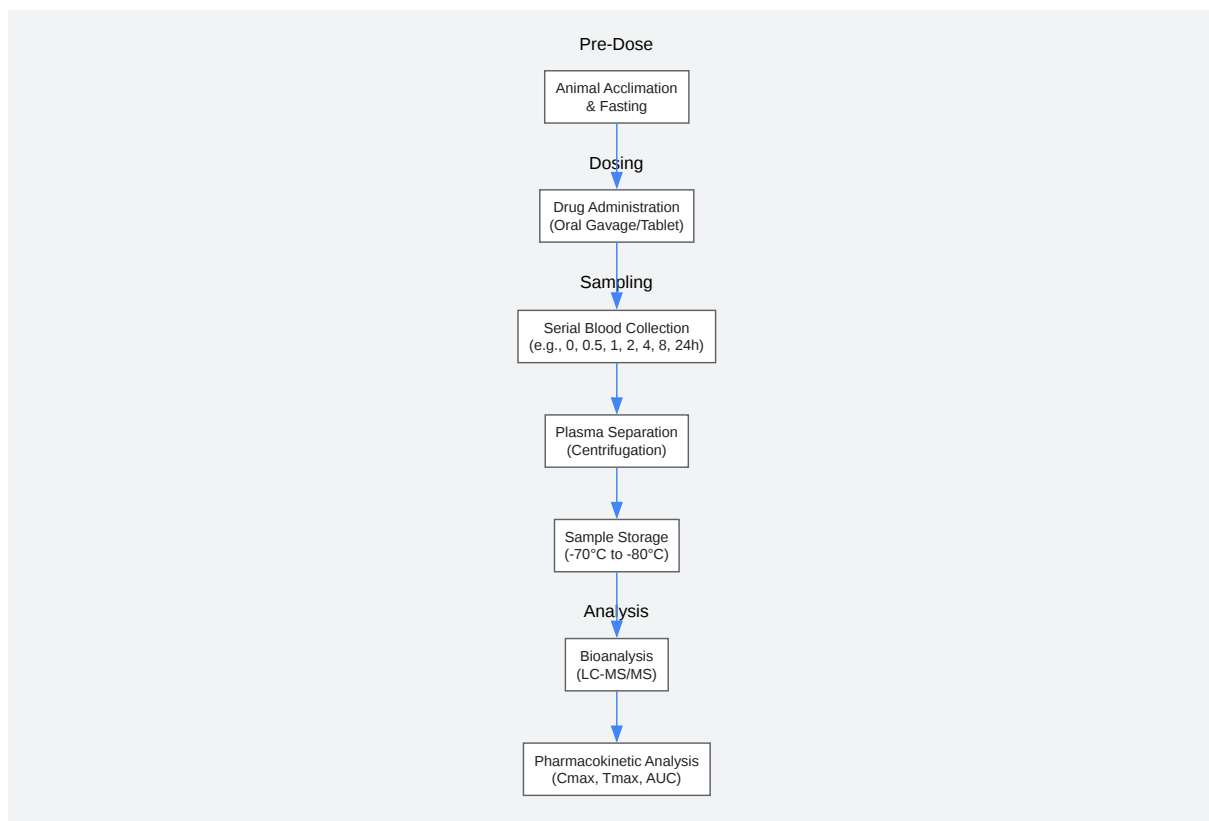 Pre-Dose
Animal Acclimation
& Fasting
Dosing
Drug Administration
(Oral Gavage/Tablet)
Sampling
Serial Blood Collection
(e.g., 0, 0.5, 1, 2, 4, 8, 24h)
Plasma Separation
(Centrifugation)
Sample Storage
(-70°C to -80°C)
Analysis
Bioanalysis
(LC-MS/MS)
Pharmacokinetic Analysis
(Cmax, Tmax, AUC)